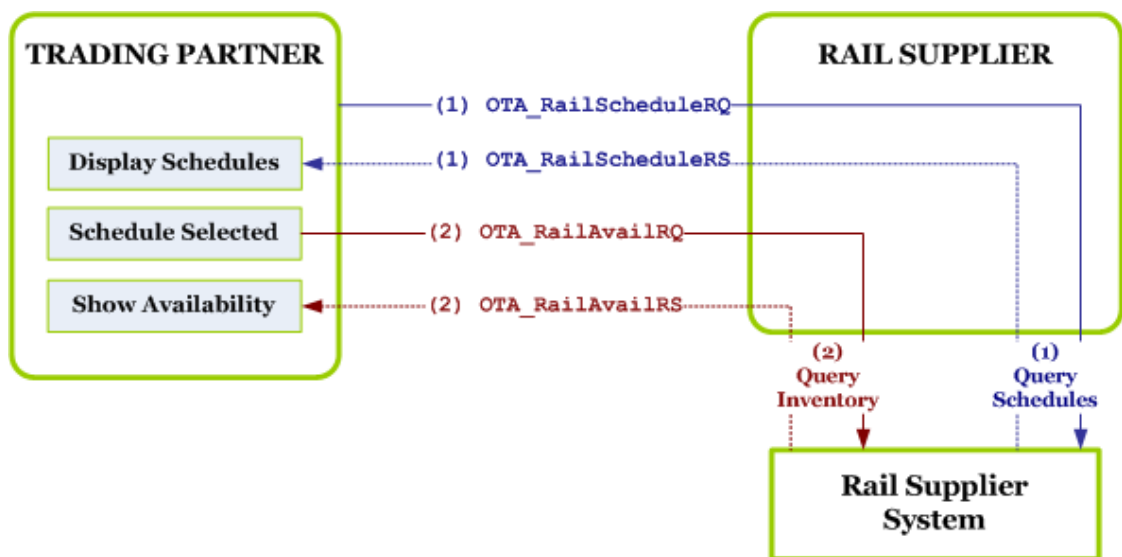 TRADING PARTNER
RAIL SUPPLIER
(1) OTA_RailScheduleRQ
Display Schedules
(1) OTA_RailScheduleRS
Schedule Selected
(2) OTA_RailAvailRQ
Show Availability
(2) OTA_RailAvailRS
(2)
Query
Inventory
(1)
Query
Schedules
Rail Supplier
System